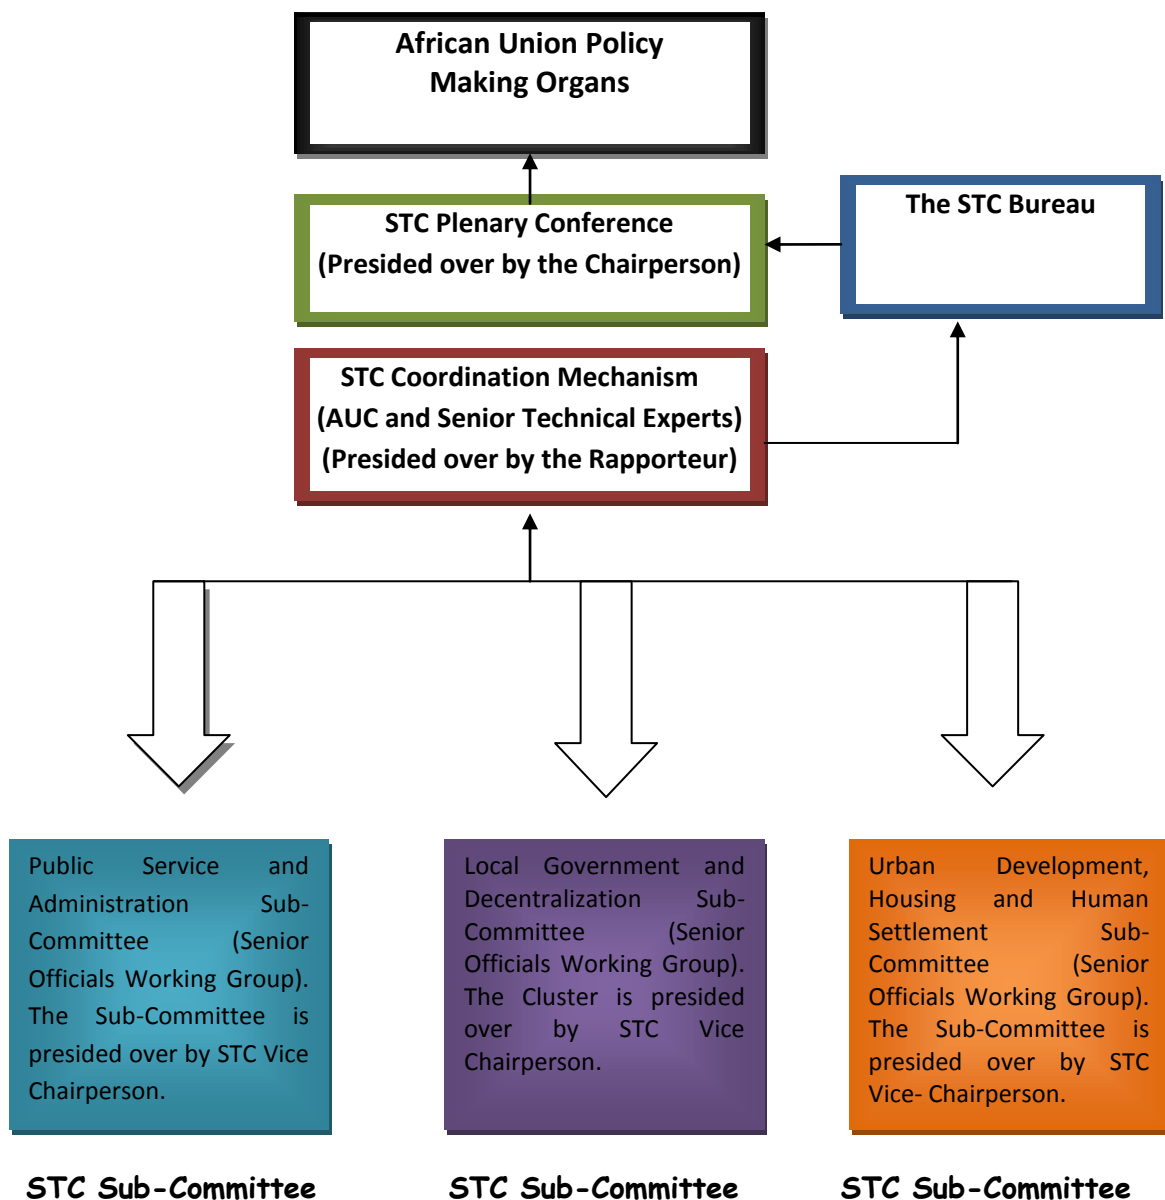 African Union Policy
Making Organs
STC Plenary Conference
(Presided over by the Chairperson)
The STC Bureau
STC Coordination Mechanism
(AUC and Senior Technical Experts)
(Presided over by the Rapporteur)
Public Service and
Administration Sub-
Committee (Senior
Officials Working Group).
The Sub-Committee is
presided over by STC Vice
Chairperson.
Local Government and
Decentralization Sub-
Committee (Senior
Officials Working Group).
The Cluster is presided
over by STC Vice
Chairperson.
Urban Development,
Housing and Human
Settlement Sub-
Committee (Senior
Officials Working Group).
The Sub-Committee is
presided over by STC
Vice- Chairperson.
STC Sub-Committee
STC Sub-Committee
STC Sub-Committee